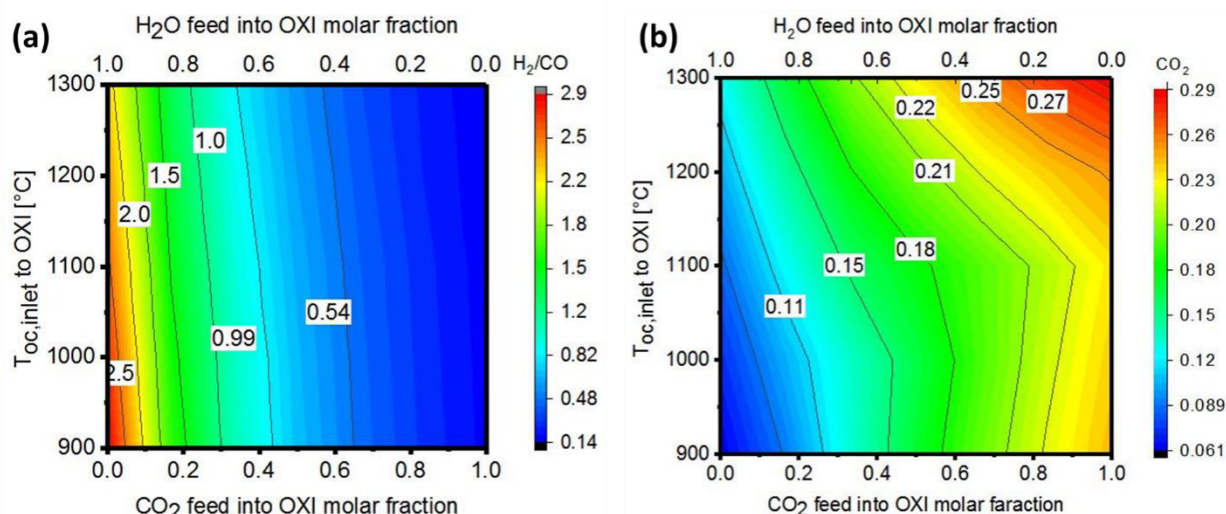 (a)
H2O feed into OXI molar fraction
1.0 0.8 0.6 0.4 0.2 0.0
H2/CO
1300
1200
1100
1000
900
Toc,inlet to OXI [°C]
1.0
1.5
2.0
0.54
0.99
2.5
2.9
2.5
2.2
1.8
1.5
1.2
0.82
0.48
0.14
0.0 0.2 0.4 0.6 0.8 1.0
CO2 feed into OXI molar fraction
(b)
H2O feed into OXI molar fraction
1.0 0.8 0.6 0.4 0.2 0.0
CO2
1300
1200
1100
1000
900
Toc,inlet to OXI [°C]
0.25
0.27
0.22
0.21
0.18
0.15
0.11
0.29
0.26
0.23
0.20
0.18
0.15
0.12
0.089
0.061
0.0 0.2 0.4 0.6 0.8 1.0
CO2 feed into OXI molar faraction